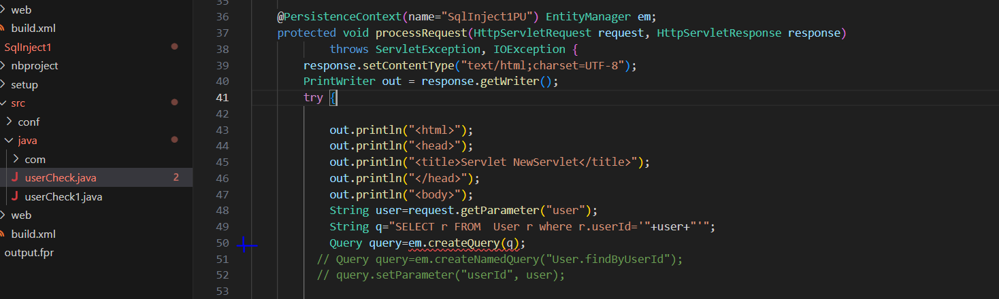 web
build.xml
SqlInject1
nbproject
setup
src
conf
java
com
J userCheck.java 2
J userCheck1.java
web
build.xml
output.fpr
35
36 @PersistenceContext(name="SqlInject1PU") EntityManager em;
37 protected void processRequest(HttpServletRequest request, HttpServletResponse response)
38 throws ServletException, IOException {
39 response.setContentType("text/html;charset=UTF-8");
40 PrintWriter out = response.getWriter();
41 try {
42
43 out.println("<html>");
44 out.println("<head>");
45 out.println("<title>Servlet NewServlet</title>");
46 out.println("</head>");
47 out.println("<body>");
48 String user=request.getParameter("user");
49 String q="SELECT r FROM  User r where r.userId='"+user+"'";
50 Query query=em.createQuery(q);
51 // Query query=em.createNamedQuery("User.findByUserId");
52 // query.setParameter("userId", user);
53